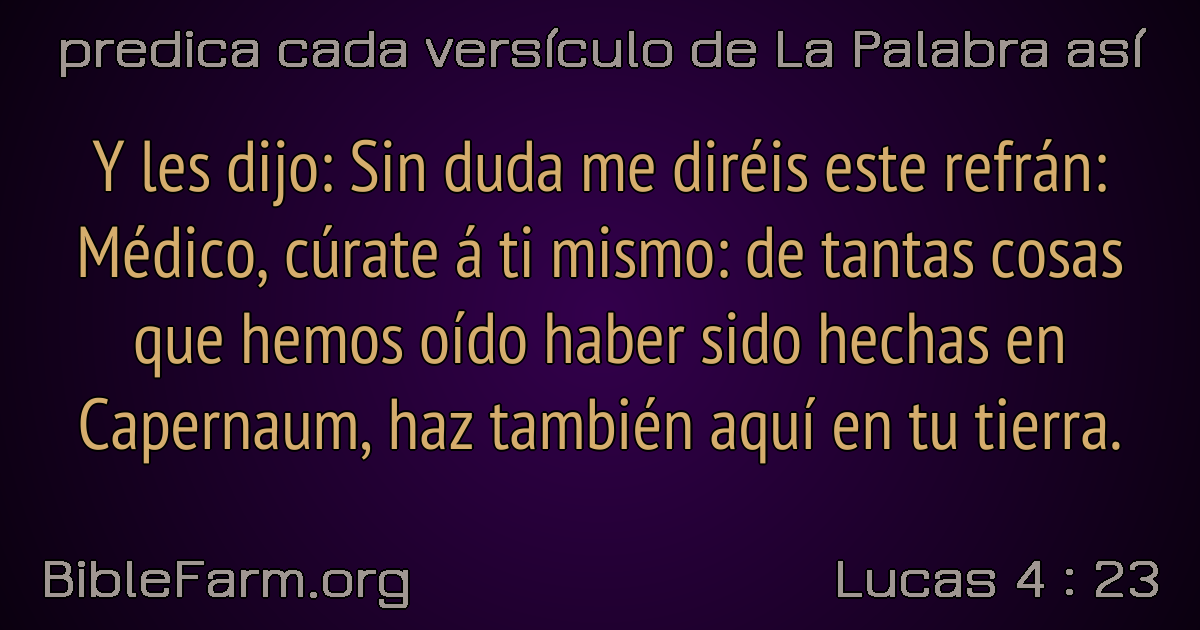 predica cada versículo de La Palabra así
Y les dijo: Sin duda me diréis este refrán:
Médico, cúrate á ti mismo: de tantas cosas
que hemos oído haber sido hechas en
Capernaum, haz también aquí en tu tierra.
BibleFarm.org
Lucas 4 : 23